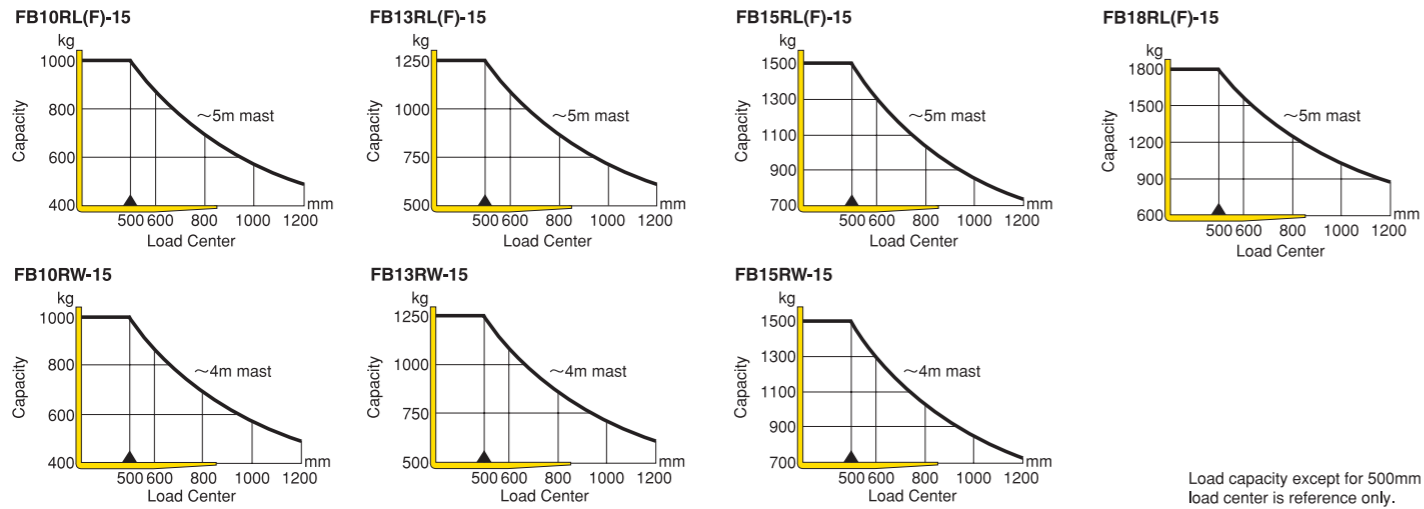 FB10RL(F)-15
kg
1000
800
600
400
Capacity
~5m mast
500 600 800 1000 1200
mm
Load Center
FB13RL(F)-15
kg
1250
1000
750
500
Capacity
~5m mast
500 600 800 1000 1200
mm
Load Center
FB15RL(F)-15
kg
1500
1300
1100
900
700
Capacity
~5m mast
500 600 800 1000 1200
mm
Load Center
FB18RL(F)-15
kg
1800
1500
1200
900
600
Capacity
~5m mast
500 600 800 1000 1200
mm
Load Center
FB10RW-15
kg
1000
800
600
400
Capacity
~4m mast
500 600 800 1000 1200
mm
Load Center
FB13RW-15
kg
1250
1000
750
500
Capacity
~4m mast
500 600 800 1000 1200
mm
Load Center
FB15RW-15
kg
1500
1300
1100
900
700
Capacity
~4m mast
500 600 800 1000 1200
mm
Load Center
Load capacity except for 500mm
load center is reference only.